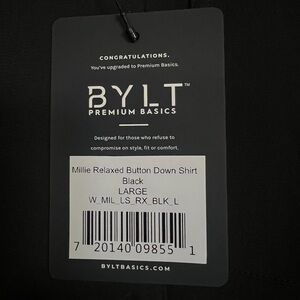 CONGRATULATIONS.
You've upgraded to Premium Basics.
BYLT™
PREMIUM BASICS
Designed for those who refuse to
compromise on style, fit or comfort.
Millie Relaxed Button Down Shirt
Black
LARGE
W_MIL_LS_RX_BLK_L
7 20140 09855 1
BYLTBASICS.COM